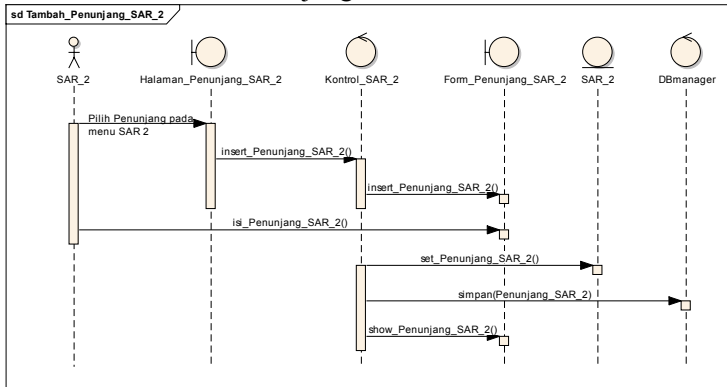 sd Tambah_Penunjang_SAR_2
SAR_2
Halaman_Penunjang_SAR_2
Kontrol_SAR_2
Form_Penunjang_SAR_2
SAR_2
DBmanager
Pilih Penunjang pada
menu SAR 2
insert_Penunjang_SAR_2()
insert_Penunjang_SAR_2()
isi_Penunjang_SAR_2()
set_Penunjang_SAR_2()
simpan(Penunjang_SAR_2)
show_Penunjang_SAR_2()